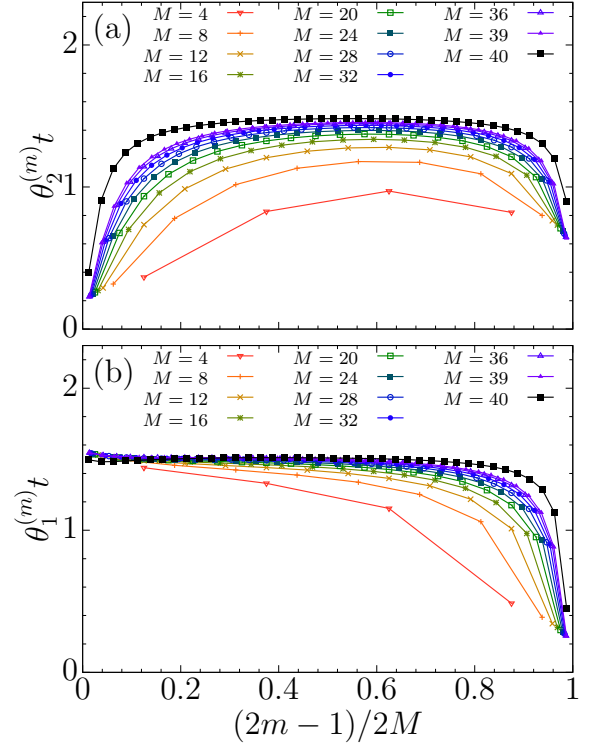 (a)
M = 4 M = 20 M = 36
M = 8 M = 24 M = 39
M = 12 M = 28 M = 40
M = 16 M = 32
2
1
0
θ₂⁽ᵐ⁾t
(b)
M = 4 M = 20 M = 36
M = 8 M = 24 M = 39
M = 12 M = 28 M = 40
M = 16 M = 32
2
1
0
θ₁⁽ᵐ⁾t
0 0.2 0.4 0.6 0.8 1
(2m − 1)/2M